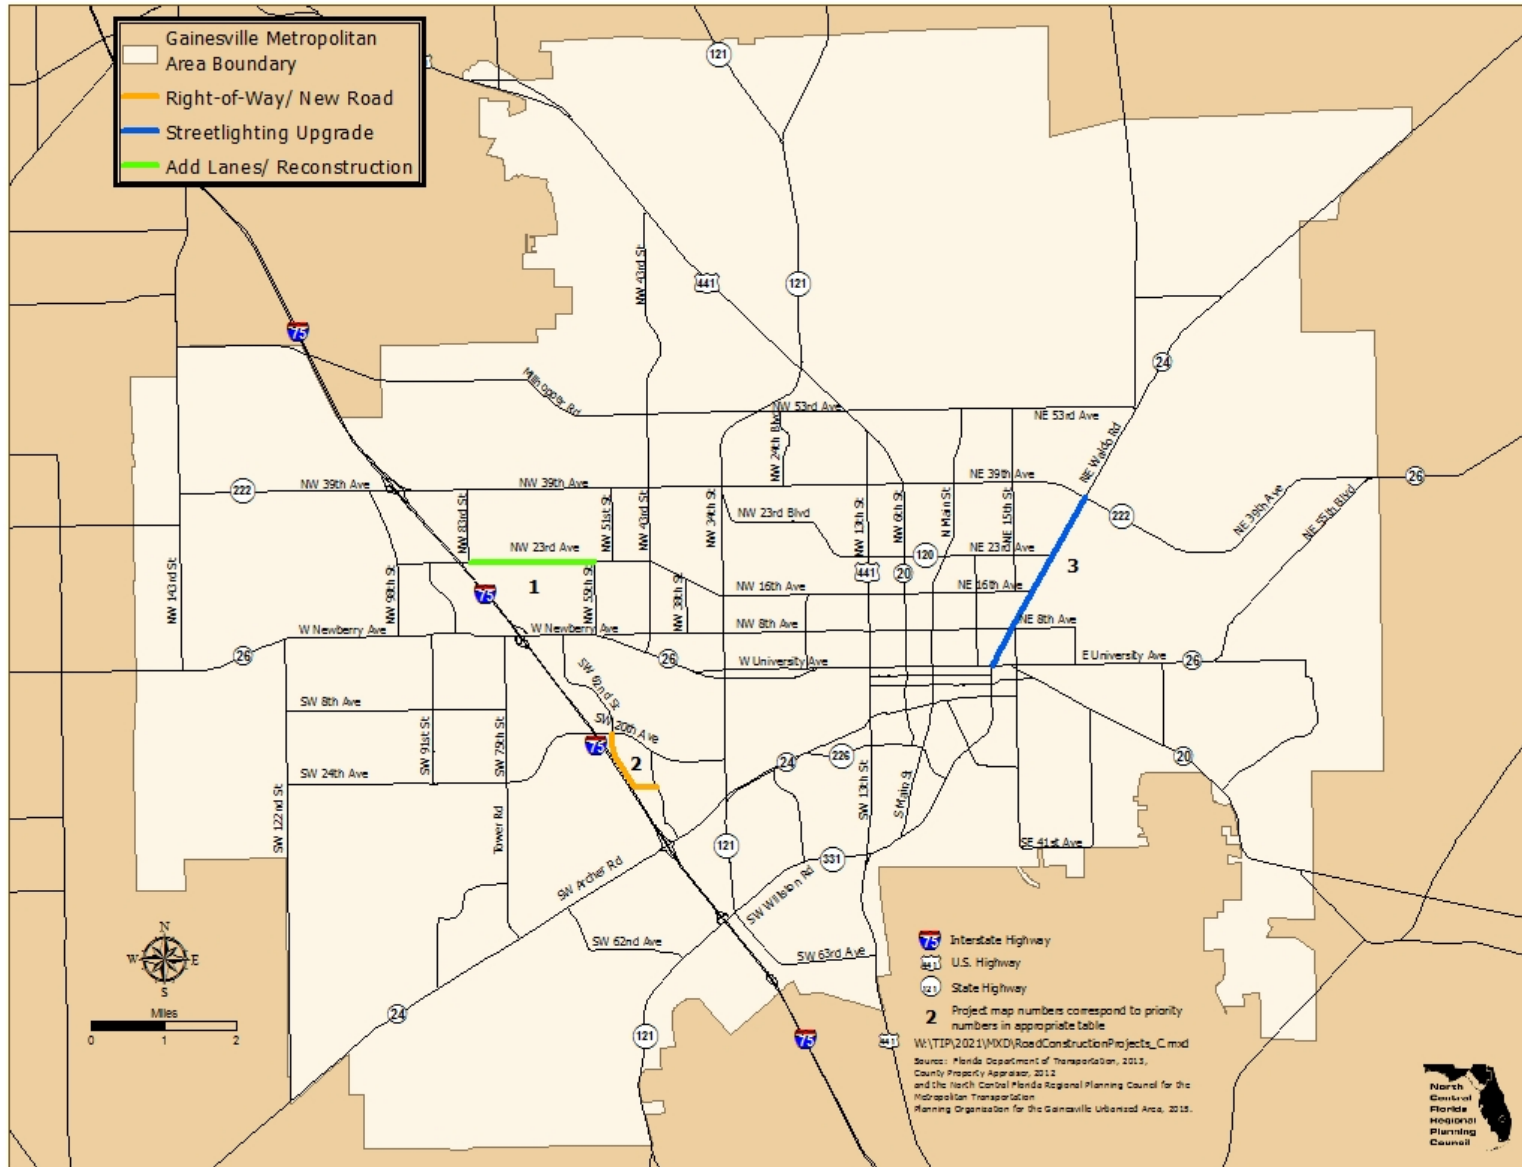 Gainesville Metropolitan
Area Boundary
Right-of-Way/ New Road
Streetlighting Upgrade
Add Lanes/ Reconstruction
121
441
121
NW 43rd St
75
24
Millhopper Rd
NW 53rd Ave
NE 53rd Ave
NW 24th Blvd
NE Waldo Rd
222
NW 39th Ave
NW 39th Ave
NE 39th Ave
26
NW 83rd St
NW 51st St
NW 43rd St
NW 34th St
NW 23rd Blvd
NW 13th St
NW 6th St
N Main St
NE 15th St
222
NE 39th Ave
NE 55th Blvd
NW 23rd Ave
120
NE 23rd Ave
3
NW 143rd St
NW 98th St
75
1
NW 55th St
NW 38th St
441
20
NW 16th Ave
NE 16th Ave
W Newberry Ave
W Newberry Ave
NW 8th Ave
NE 8th Ave
26
26
W University Ave
E University Ave
26
SW 62nd St
SW 8th Ave
SW 91st St
SW 75th St
SW 20th Ave
75
2
24
226
20
SW 24th Ave
SW 122nd St
Tower Rd
SW 13th St
S Main St
121
331
SE 41st Ave
SW Archer Rd
SW Williston Rd
SW 62nd Ave
SW 63rd Ave
24
121
75
441
N
W
E
S
Miles
0 1 2
75 Interstate Highway
441 U.S. Highway
121 State Highway
2 Project map numbers correspond to priority
numbers in appropriate table
W:\TIP\2021\MXD\RoadConstructionProjects_C.mxd
Source: Florida Department of Transportation, 2013,
County Property Appraiser, 2012
and the North Central Florida Regional Planning Council for the
Metropolitan Transportation
Planning Organization for the Gainesville Urbanized Area, 2015.
North
Central
Florida
Regional
Planning
Council